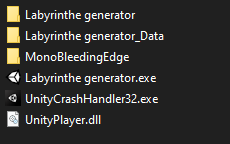 Labyrinthe generator
Labyrinthe generator_Data
MonoBleedingEdge
Labyrinthe generator.exe
UnityCrashHandler32.exe
UnityPlayer.dll